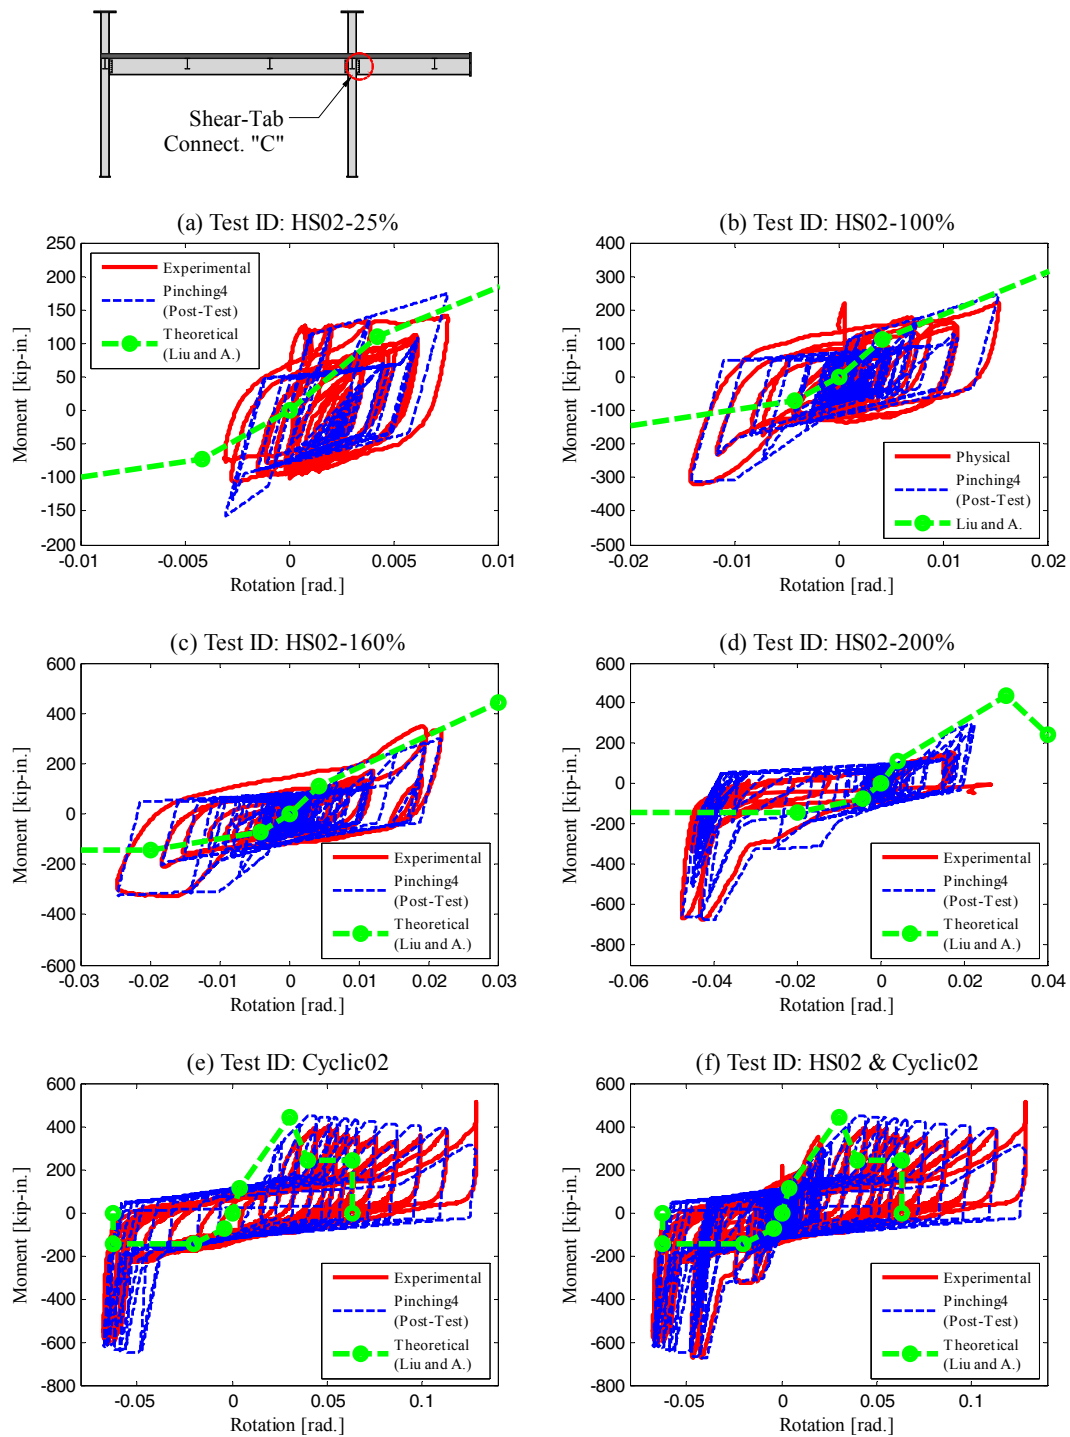 Shear-Tab
Connect. "C"
(a) Test ID: HS02-25%
250
200
150
100
50
0
-50
-100
-150
-200
-0.01
-0.005
0
0.005
0.01
Moment [kip-in.]
Rotation [rad.]
Experimental
Pinching4
(Post-Test)
Theoretical
(Liu and A.)
(b) Test ID: HS02-100%
400
300
200
100
0
-100
-200
-300
-400
-500
-0.02
-0.01
0
0.01
0.02
Moment [kip-in.]
Rotation [rad.]
Physical
Pinching4
(Post-Test)
Liu and A.
(c) Test ID: HS02-160%
600
400
200
0
-200
-400
-600
-0.03
-0.02
-0.01
0
0.01
0.02
0.03
Moment [kip-in.]
Rotation [rad.]
Experimental
Pinching4
(Post-Test)
Theoretical
(Liu and A.)
(d) Test ID: HS02-200%
600
400
200
0
-200
-400
-600
-800
-0.06
-0.04
-0.02
0
0.02
0.04
Moment [kip-in.]
Rotation [rad.]
Experimental
Pinching4
(Post-Test)
Theoretical
(Liu and A.)
(e) Test ID: Cyclic02
600
400
200
0
-200
-400
-600
-800
-0.05
0
0.05
0.1
Moment [kip-in.]
Rotation [rad.]
Experimental
Pinching4
(Post-Test)
Theoretical
(Liu and A.)
(f) Test ID: HS02 & Cyclic02
600
400
200
0
-200
-400
-600
-800
-0.05
0
0.05
0.1
Moment [kip-in.]
Rotation [rad.]
Experimental
Pinching4
(Post-Test)
Theoretical
(Liu and A.)